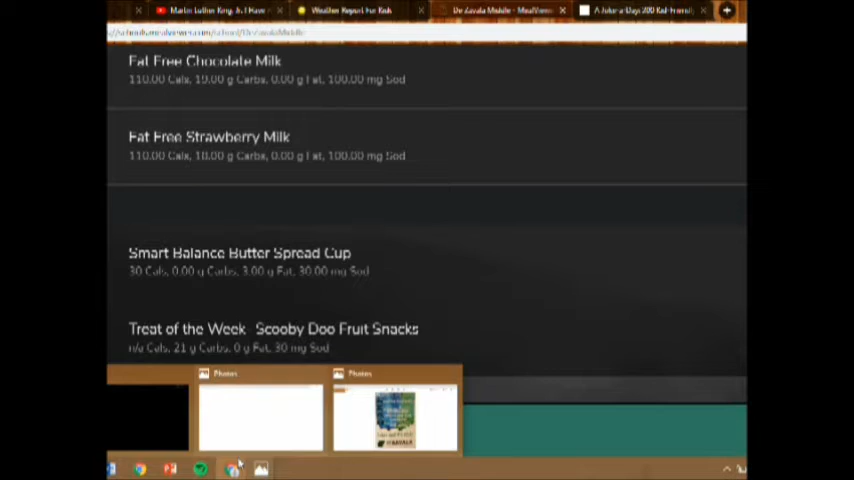 Martin Luther King, Jr. I Have
Weather Report For Kids
De Zavala Middle - MealViewer
Fat Free Chocolate Milk
110.00 Cals, 19.00 g Carbs, 0.00 g Fat, 100.00 mg Sod
Fat Free Strawberry Milk
110.00 Cals, 18.00 g Carbs, 0.00 g Fat, 100.00 mg Sod
Smart Balance Butter Spread Cup
30 Cals, 0.00 g Carbs, 3.00 g Fat, 30.00 mg Sod
Treat of the Week Scooby Doo Fruit Snacks
n/a Cals, 21 g Carbs, 0 g Fat, 30 mg Sod
Photos
Photos